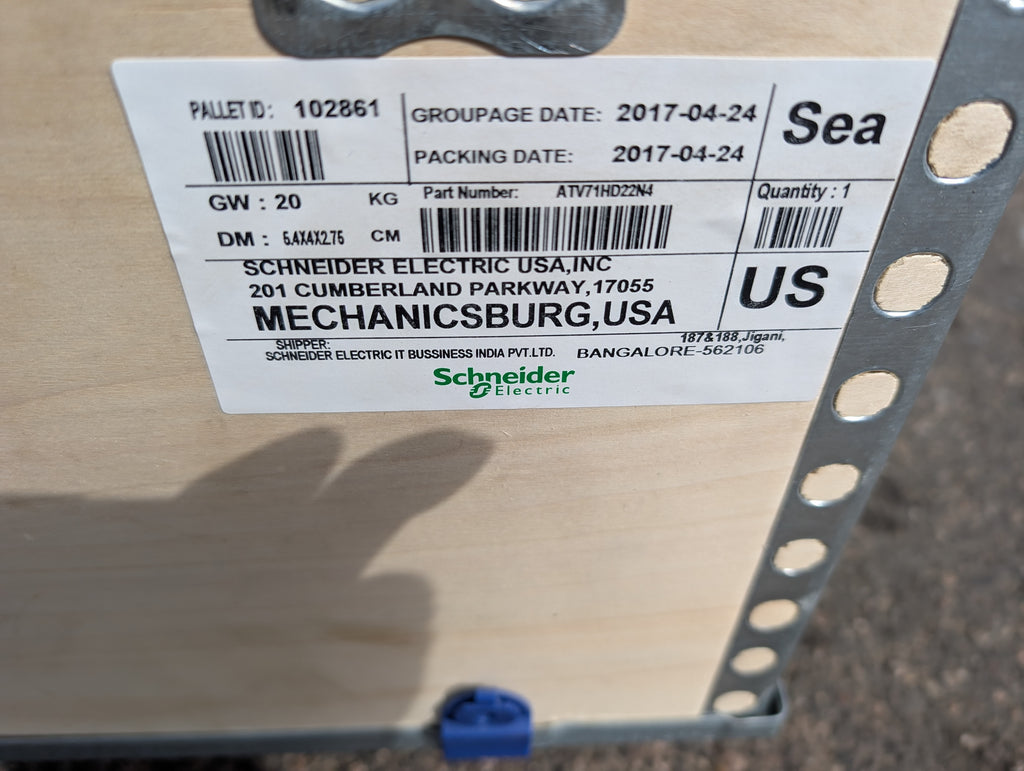 PALLET ID: 102861
GROUPAGE DATE: 2017-04-24
PACKING DATE: 2017-04-24
Sea
GW : 20 KG
DM : 5.4X4X2.75 CM
Part Number: ATV71HD22N4
Quantity : 1
SCHNEIDER ELECTRIC USA,INC
201 CUMBERLAND PARKWAY,17055
MECHANICSBURG,USA
US
SHIPPER:
SCHNEIDER ELECTRIC IT BUSSINESS INDIA PVT.LTD.
187&188,Jigani,
BANGALORE-562106
Schneider
Electric